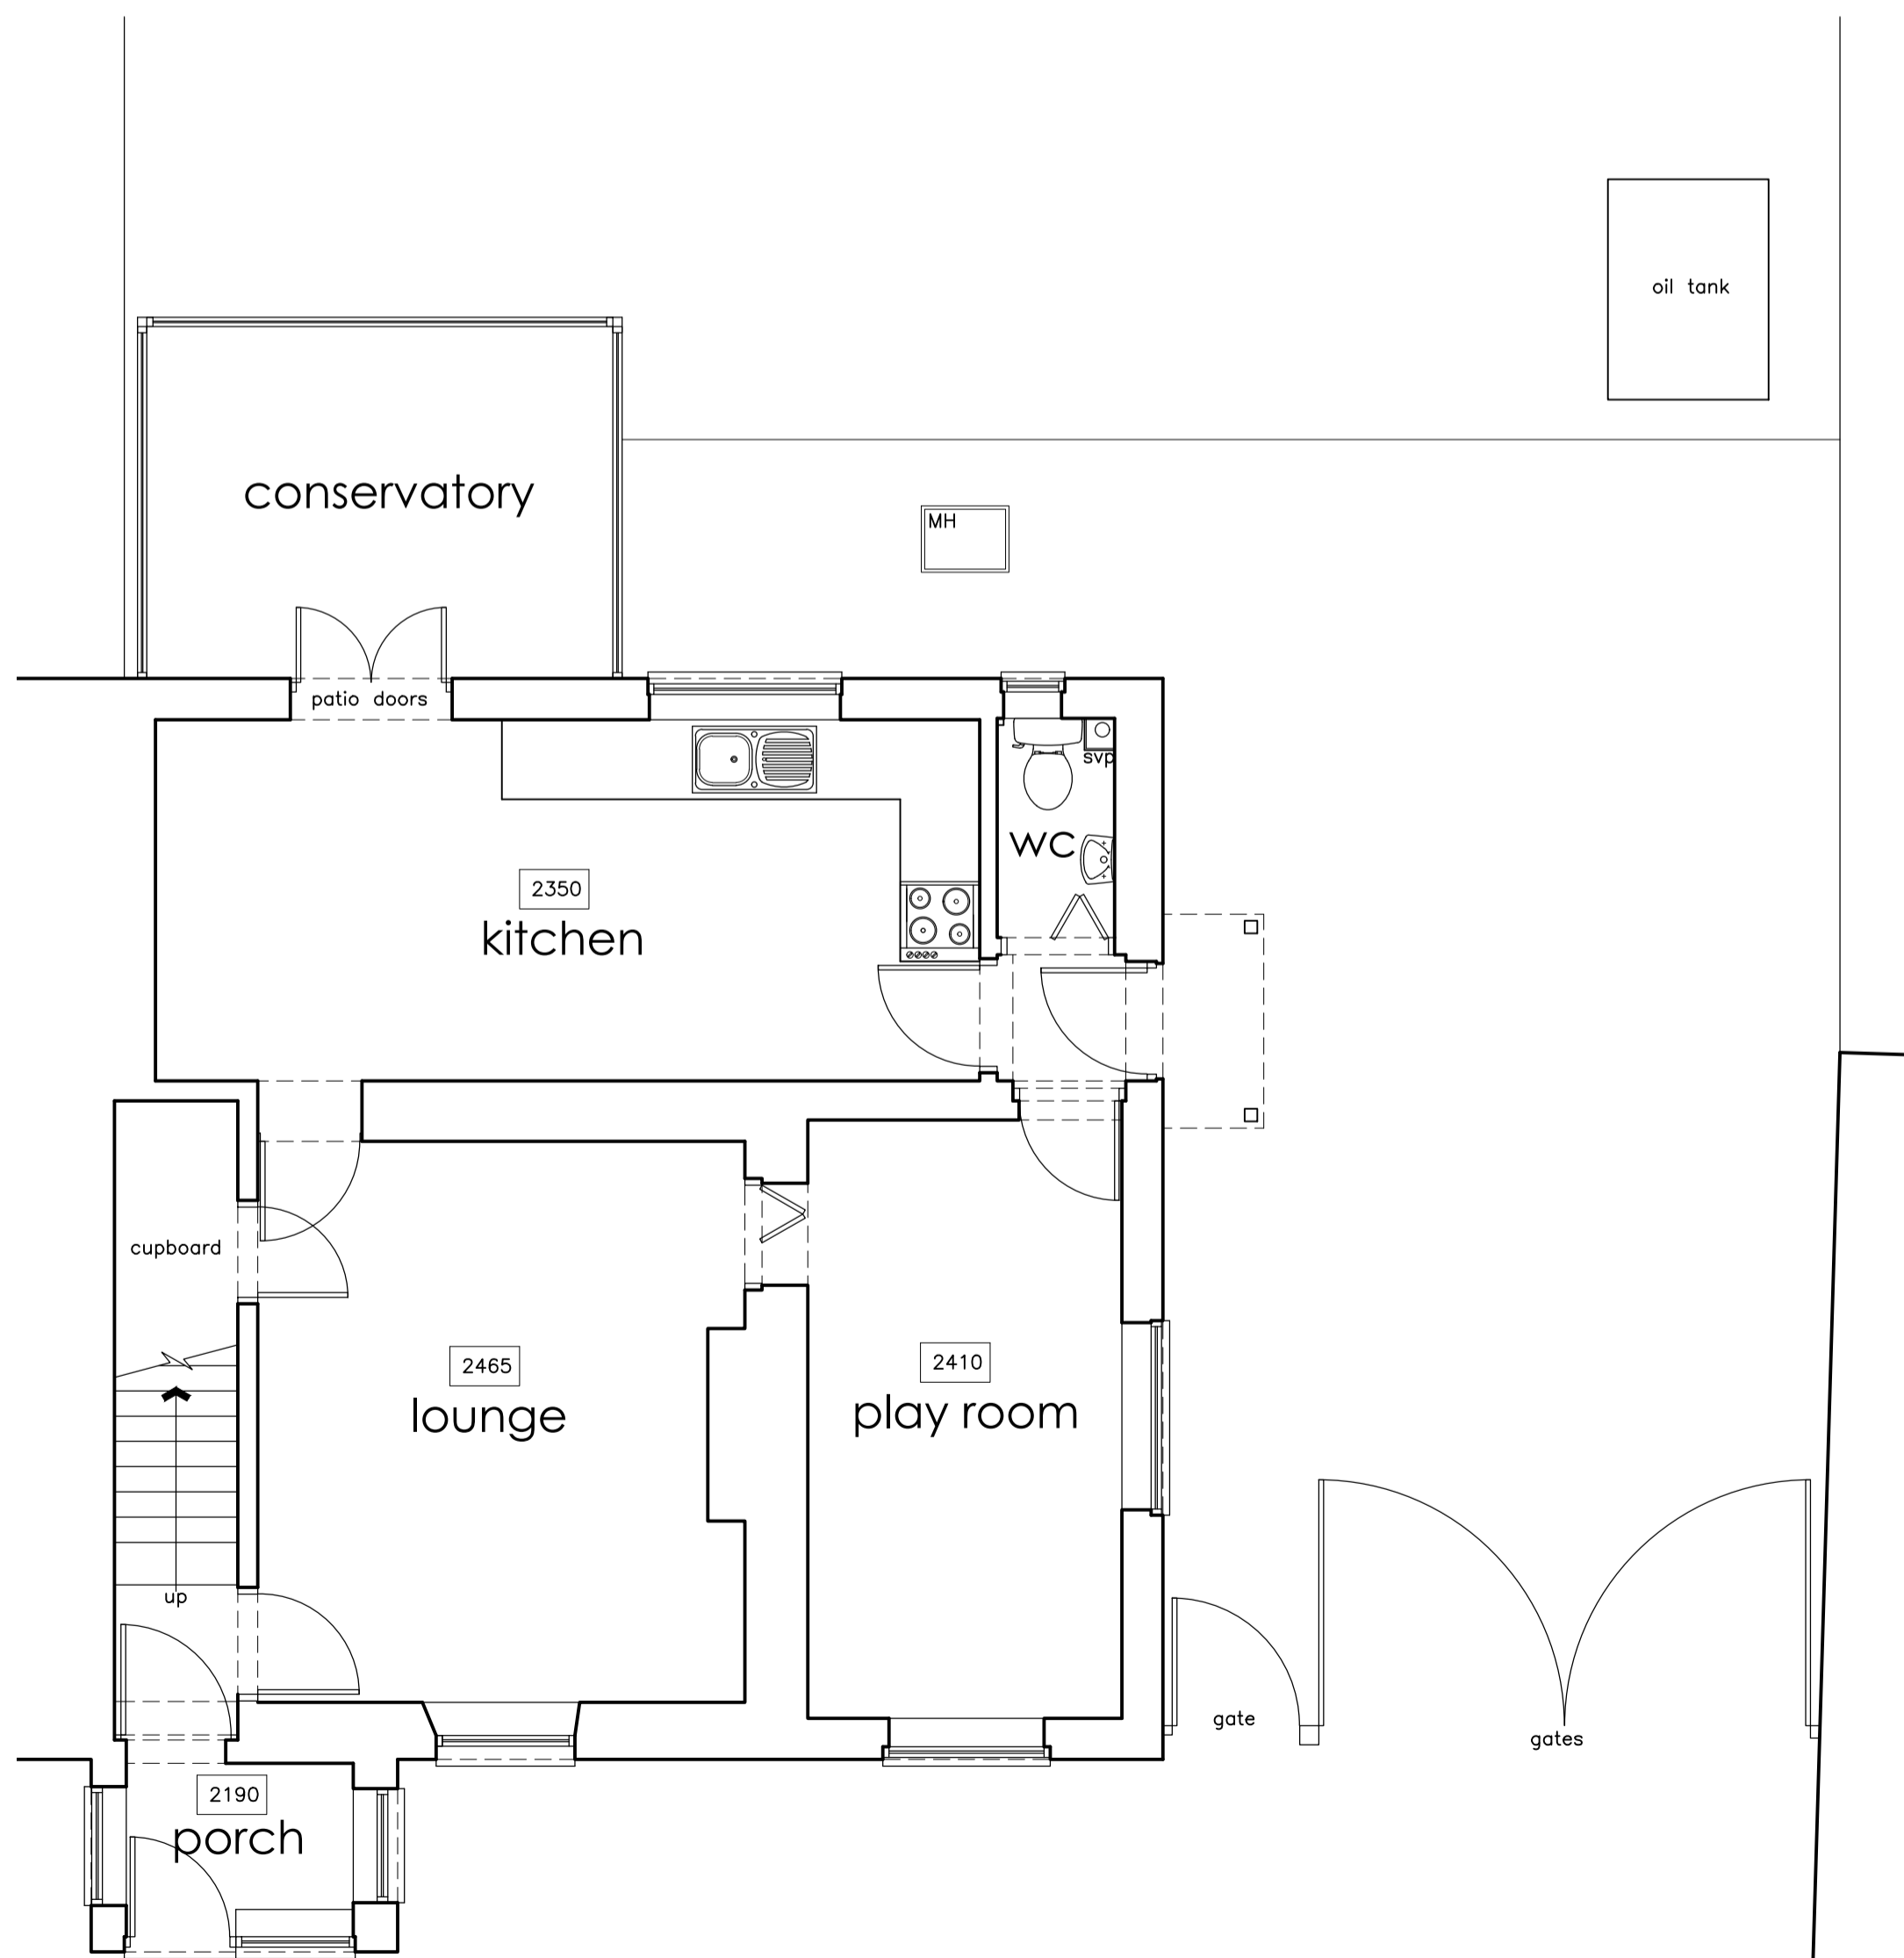 oil tank
conservatory
MH
patio doors
svp
wc
2350
kitchen
cupboard
2465
lounge
2410
play room
up
gate
gates
2190
porch